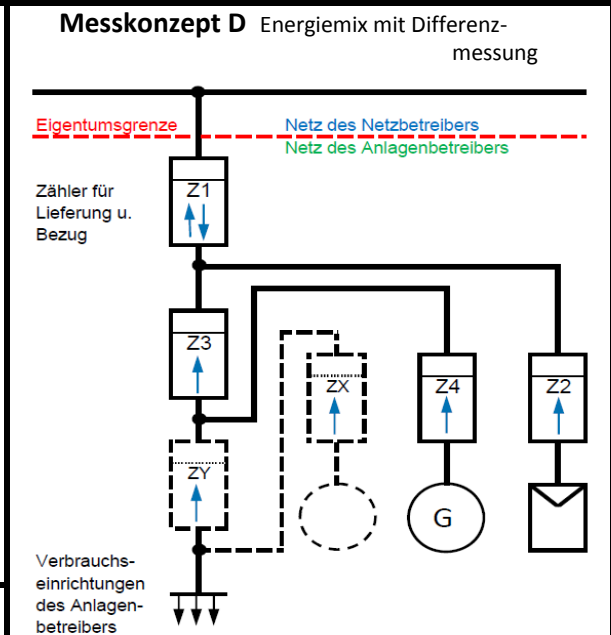 Messkonzept D Energiemix mit Differenz-
messung
Eigentumsgrenze
Netz des Netzbetreibers
Netz des Anlagenbetreibers
Zähler für
Lieferung u.
Bezug
Z1
Z3
ZX
Z4
Z2
ZY
G
Verbrauchs-
einrichtungen
des Anlagen-
betreibers